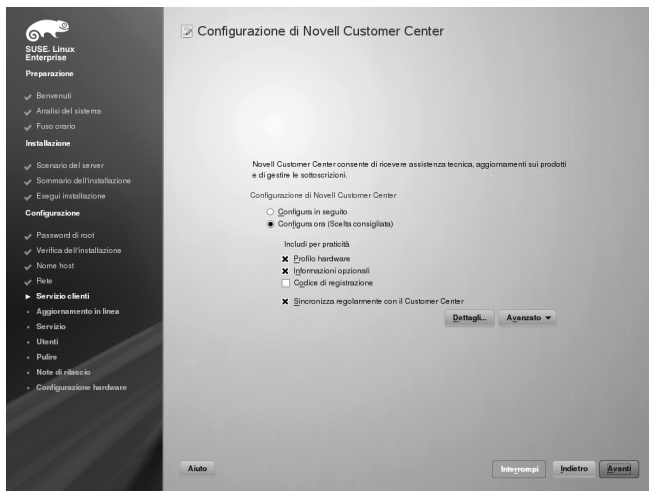 SUSE. Linux
Enterprise
Preparazione
Benvenuti
Analisi del sistema
Fuso orario
Installazione
Scenario del server
Sommario dell'installazione
Esegui installazione
Configurazione
Password di root
Verifica dell'installazione
Nome host
Rete
Servizio clienti
Aggiornamento in linea
Servizio
Utenti
Pulire
Note di rilascio
Configurazione hardware
Configurazione di Novell Customer Center
Novell Customer Center consente di ricevere assistenza tecnica, aggiornamenti sui prodotti
e di gestire le sottoscrizioni.
Configurazione di Novell Customer Center
Configura in seguito
Configura ora (Scelta consigliata)
Includi per praticità
Profilo hardware
Informazioni opzionali
Codice di registrazione
Sincronizza regolarmente con il Customer Center
Dettagli... Avanzato
Aiuto Interrompi Indietro Avanti